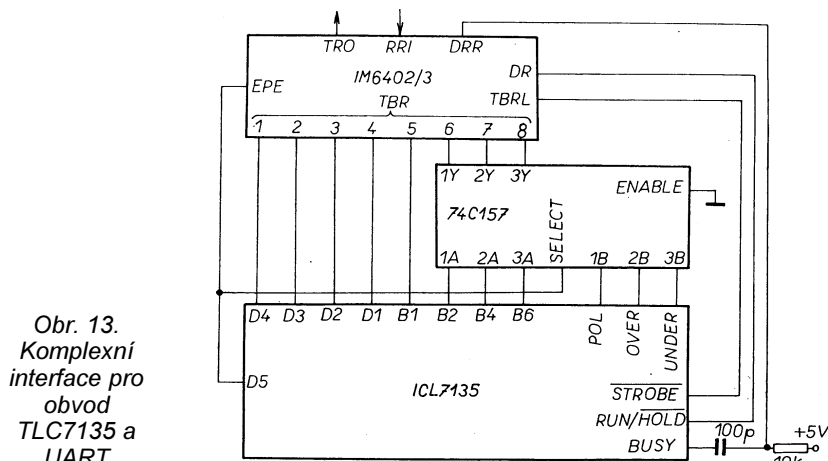 TRO RRI DRR
IM6402/3
DR
EPE
TBR
TBRL
1 2 3 4 5 6 7 8
1Y 2Y 3Y
ENABLE
74C157
SELECT
1A 2A 3A 1B 2B 3B
D4 D3 D2 D1 B1 B2 B4 B6
POL
OVER
UNDER
D5
ICL7135
STROBE
RUN/HOLD
BUSY
100p
+5V
10k
Obr. 13.
Komplexní
interface pro
obvod
TLC7135 a
UART